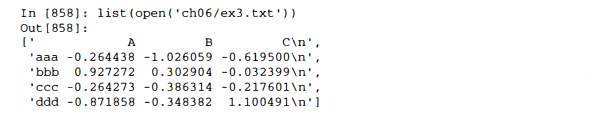 In [858]: list(open('ch06/ex3.txt'))
Out[858]:
['            A         B         C\n',
 'aaa -0.264438 -1.026059 -0.619500\n',
 'bbb  0.927272  0.302904 -0.032399\n',
 'ccc -0.264273 -0.386314 -0.217601\n',
 'ddd -0.871858 -0.348382  1.100491\n']